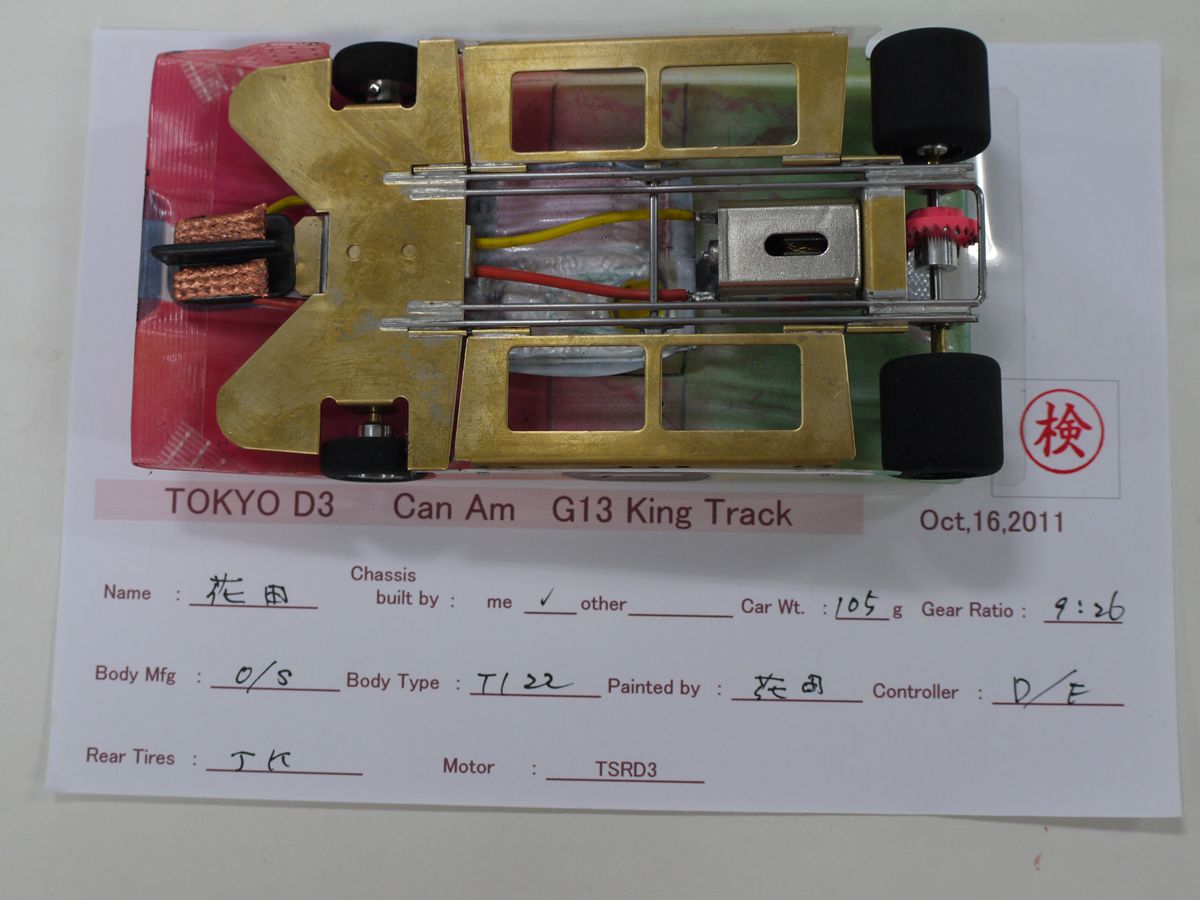 検
TOKYO D3 Can Am G13 King Track Oct,16,2011
Name : 花田 Chassis built by : me ✓ other Car Wt. : 105 g Gear Ratio : 9:26
Body Mfg : O/S Body Type : T122 Painted by : 花田 Controller : D/E
Rear Tires : JK Motor : TSRD3